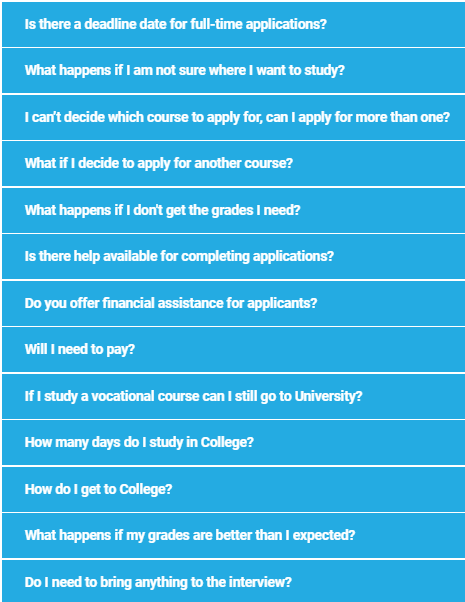 Is there a deadline date for full-time applications?
What happens if I am not sure where I want to study?
I can't decide which course to apply for, can I apply for more than one?
What if I decide to apply for another course?
What happens if I don't get the grades I need?
Is there help available for completing applications?
Do you offer financial assistance for applicants?
Will I need to pay?
If I study a vocational course can I still go to University?
How many days do I study in College?
How do I get to College?
What happens if my grades are better than I expected?
Do I need to bring anything to the interview?